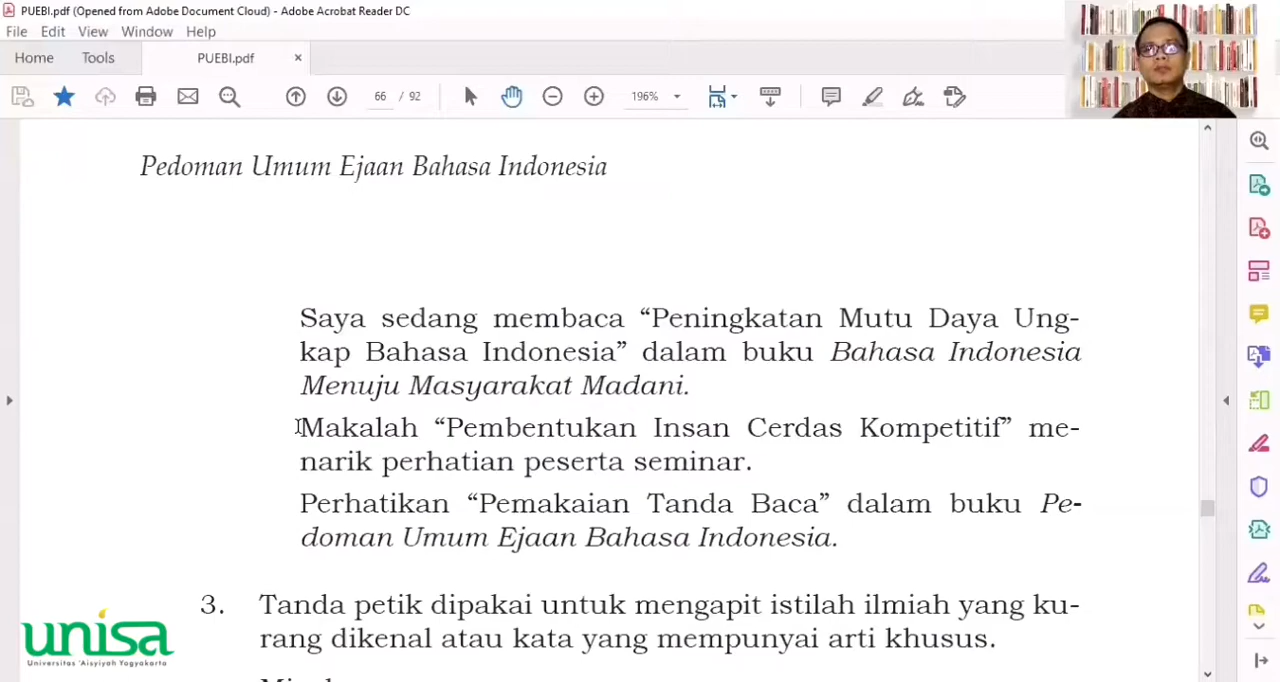 PUEBI.pdf (Opened from Adobe Document Cloud) - Adobe Acrobat Reader DC
File Edit View Window Help
Home Tools PUEBI.pdf ×
66 / 92 196%
Pedoman Umum Ejaan Bahasa Indonesia
Saya sedang membaca “Peningkatan Mutu Daya Ung-
kap Bahasa Indonesia” dalam buku Bahasa Indonesia
Menuju Masyarakat Madani.
Makalah “Pembentukan Insan Cerdas Kompetitif” me-
narik perhatian peserta seminar.
Perhatikan “Pemakaian Tanda Baca” dalam buku Pe-
doman Umum Ejaan Bahasa Indonesia.
3. Tanda petik dipakai untuk mengapit istilah ilmiah yang ku-
rang dikenal atau kata yang mempunyai arti khusus.
unisa
Universitas 'Aisyiyah Yogyakarta